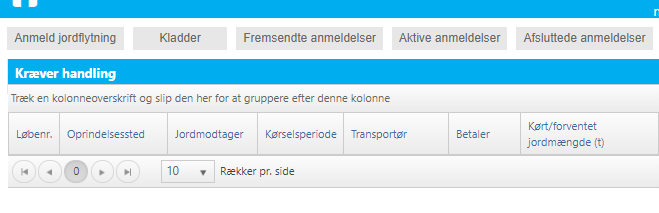 Anmeld jordflytning Kladder Fremsendte anmeldelser Aktive anmeldelser Afsluttede anmeldelser
Kræver handling
Træk en kolonneoverskrift og slip den her for at gruppere efter denne kolonne
Løbenr. Oprindelsessted Jordmodtager Kørselsperiode Transportør Betaler Kørt/forventet
jordmængde (t)
0 10 Rækker pr. side